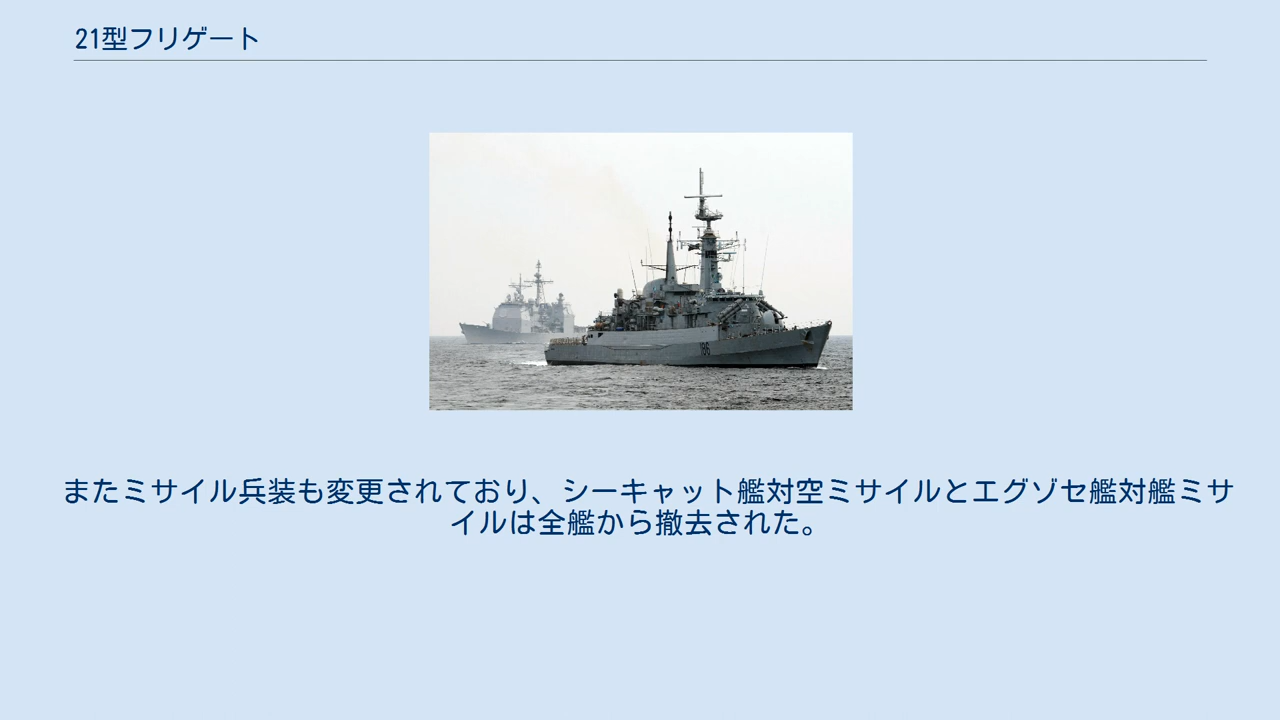 21型フリゲート
186
またミサイル兵装も変更されており、シーキャット艦対空ミサイルとエグゾセ艦対艦ミサ
イルは全艦から撤去された。